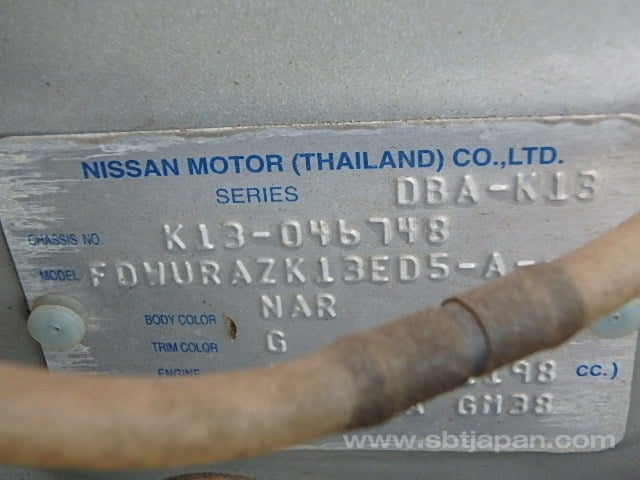 NISSAN MOTOR (THAILAND) CO.,LTD.
SERIES DBA-K13
CHASSIS NO. K13-046748
MODEL FDWURAZK13ED5-A-
BODY COLOR NAR
TRIM COLOR G
ENGINE 1198 CC.)
A GM38
www.sbtjapan.com